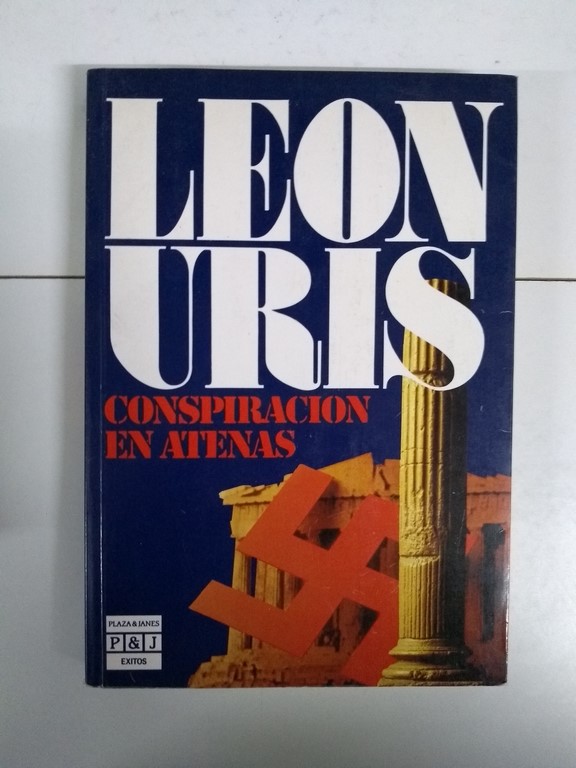 LEON
URIS
CONSPIRACION
EN ATENAS
PLAZA & JANES
P & J
EXITOS